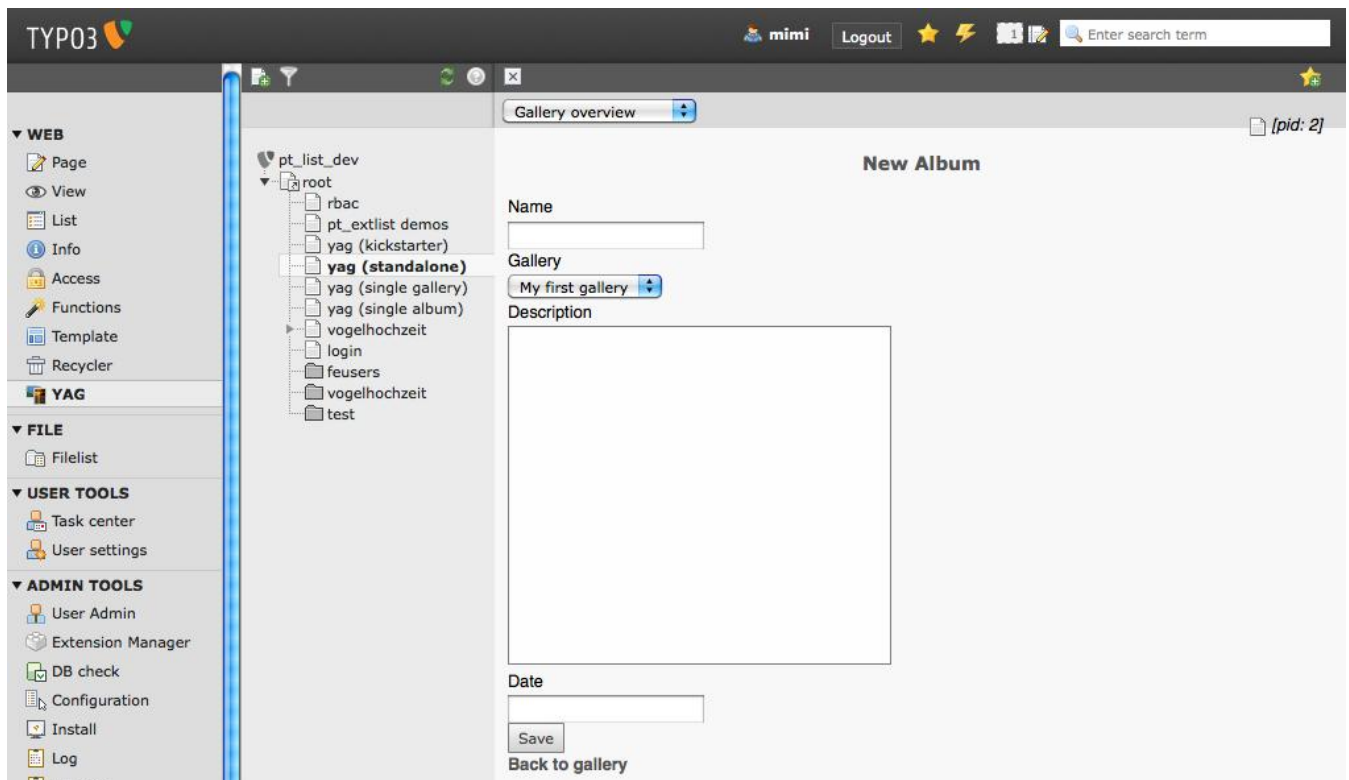 TYPO3
mimi
Logout
1
Enter search term
Gallery overview
[pid: 2]
WEB
Page
View
List
Info
Access
Functions
Template
Recycler
YAG
FILE
Filelist
USER TOOLS
Task center
User settings
ADMIN TOOLS
User Admin
Extension Manager
DB check
Configuration
Install
Log
pt_list_dev
root
rbac
pt_extlist demos
yag (kickstarter)
yag (standalone)
yag (single gallery)
yag (single album)
vogelhochzeit
login
feusers
vogelhochzeit
test
New Album
Name
Gallery
My first gallery
Description
Date
Save
Back to gallery